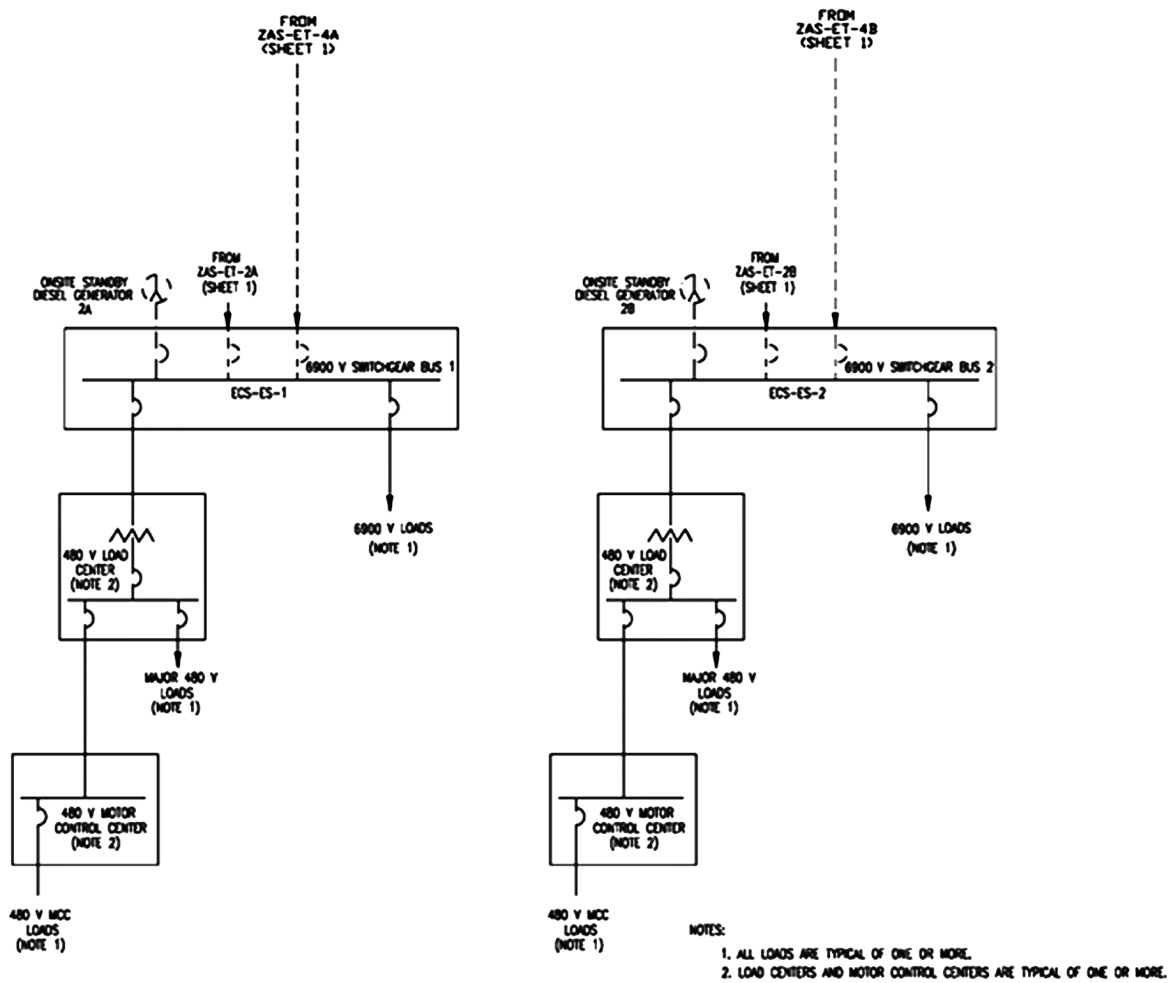 FROM
ZAS-ET-4A
(SHEET 1)
FROM
ZAS-ET-4B
(SHEET 1)
ONSITE STANDBY
DIESEL GENERATOR
2A
FROM
ZAS-ET-2A
(SHEET 1)
6900 V SWITCHGEAR BUS 1
ECS-ES-1
ONSITE STANDBY
DIESEL GENERATOR
2B
FROM
ZAS-ET-2B
(SHEET 1)
6900 V SWITCHGEAR BUS 2
ECS-ES-2
6900 V LOADS
(NOTE 1)
480 V LOAD
CENTER
(NOTE 2)
MAJOR 480 V
LOADS
(NOTE 1)
6900 V LOADS
(NOTE 1)
480 V LOAD
CENTER
(NOTE 2)
MAJOR 480 V
LOADS
(NOTE 1)
480 V MOTOR
CONTROL CENTER
(NOTE 2)
480 V MCC
LOADS
(NOTE 1)
480 V MOTOR
CONTROL CENTER
(NOTE 2)
480 V MCC
LOADS
(NOTE 1)
NOTES:
1. ALL LOADS ARE TYPICAL OF ONE OR MORE.
2. LOAD CENTERS AND MOTOR CONTROL CENTERS ARE TYPICAL OF ONE OR MORE.